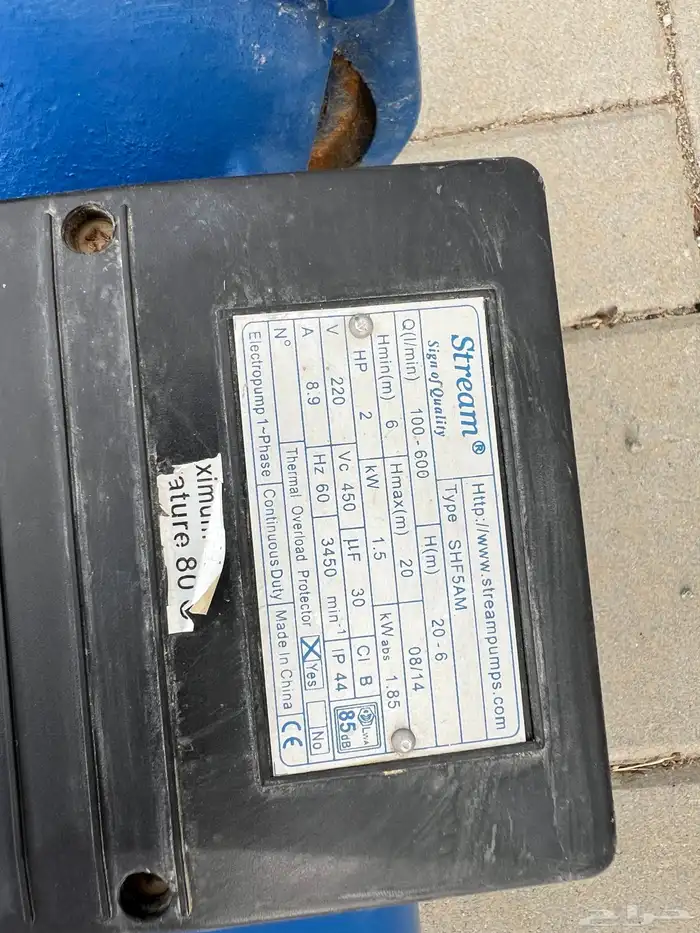 Stream®
Sign of Quality
Http://www.streampumps.com
Type SHF5AM
Q(l/min) 100-600 H(m) 20-6
Hmin(m) 6 Hmax(m) 20 08/14
HP 2 kW 1.5 kWabs 1.85
V 220 Vc 450 µF 30 Cl B
A 8.9 Hz 60 3450 min-1 IP 44
LWA
85dB
N° Thermal Overload Protector X Yes No
Electropump 1~Phase Continuous Duty Made In China CE
ximum
ature 80
حراج